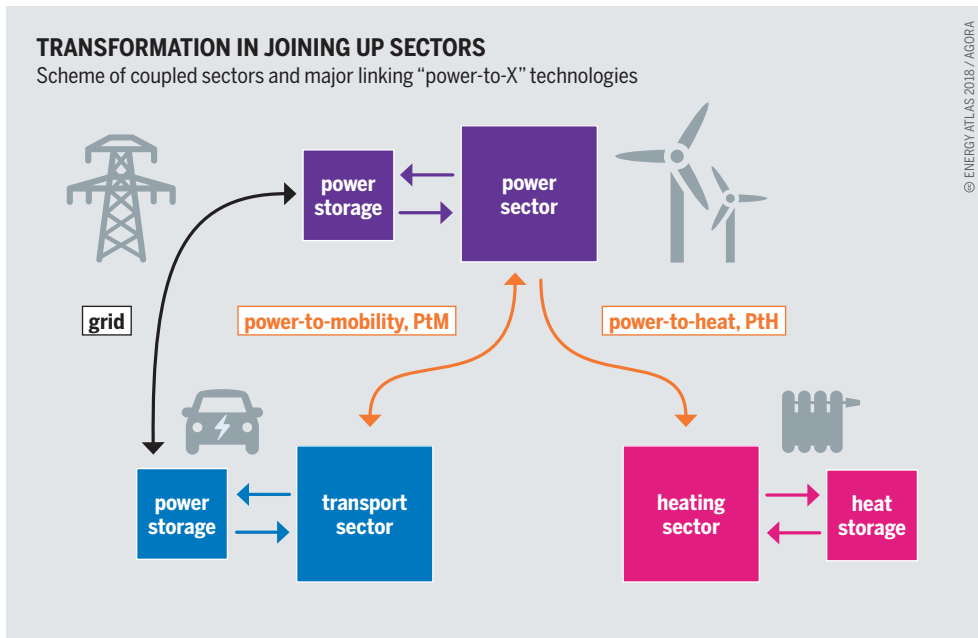 TRANSFORMATION IN JOINING UP SECTORS
Scheme of coupled sectors and major linking “power-to-X” technologies
power
storage
power
sector
grid
power-to-mobility, PtM
power-to-heat, PtH
power
storage
transport
sector
heating
sector
heat
storage
ENERGY ATLAS 2018 / AGORA